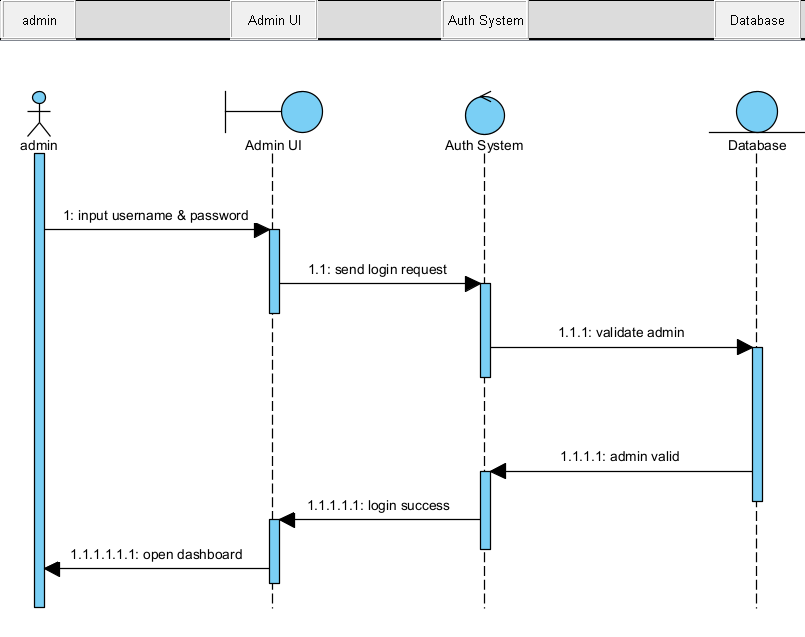 admin
Admin UI
Auth System
Database
admin
Admin UI
Auth System
Database
1: input username & password
1.1: send login request
1.1.1: validate admin
1.1.1.1: admin valid
1.1.1.1.1: login success
1.1.1.1.1.1: open dashboard